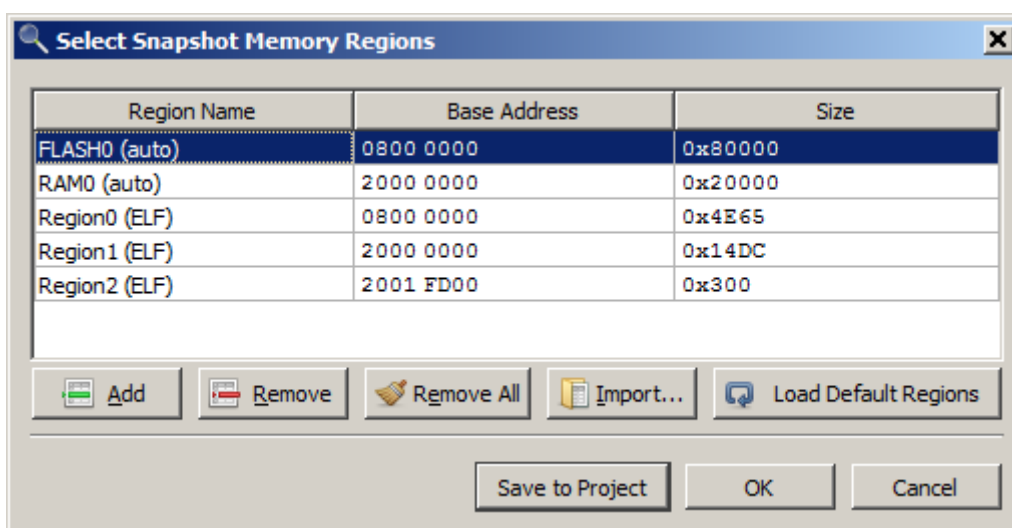 Select Snapshot Memory Regions
Region Name Base Address Size
FLASH0 (auto) 0800 0000 0x80000
RAM0 (auto) 2000 0000 0x20000
Region0 (ELF) 0800 0000 0x4E65
Region1 (ELF) 2000 0000 0x14DC
Region2 (ELF) 2001 FD00 0x300
Add Remove Remove All Import... Load Default Regions
Save to Project OK Cancel